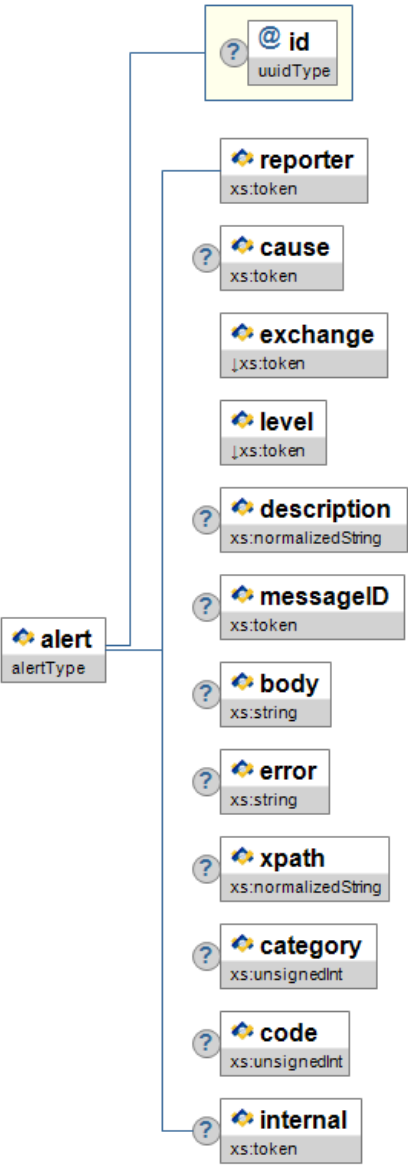 ? @ id
uuidType
reporter
xs:token
? cause
xs:token
exchange
↓xs:token
level
↓xs:token
? description
xs:normalizedString
? messageID
xs:token
alert
alertType
? body
xs:string
? error
xs:string
? xpath
xs:normalizedString
? category
xs:unsignedInt
? code
xs:unsignedInt
? internal
xs:token